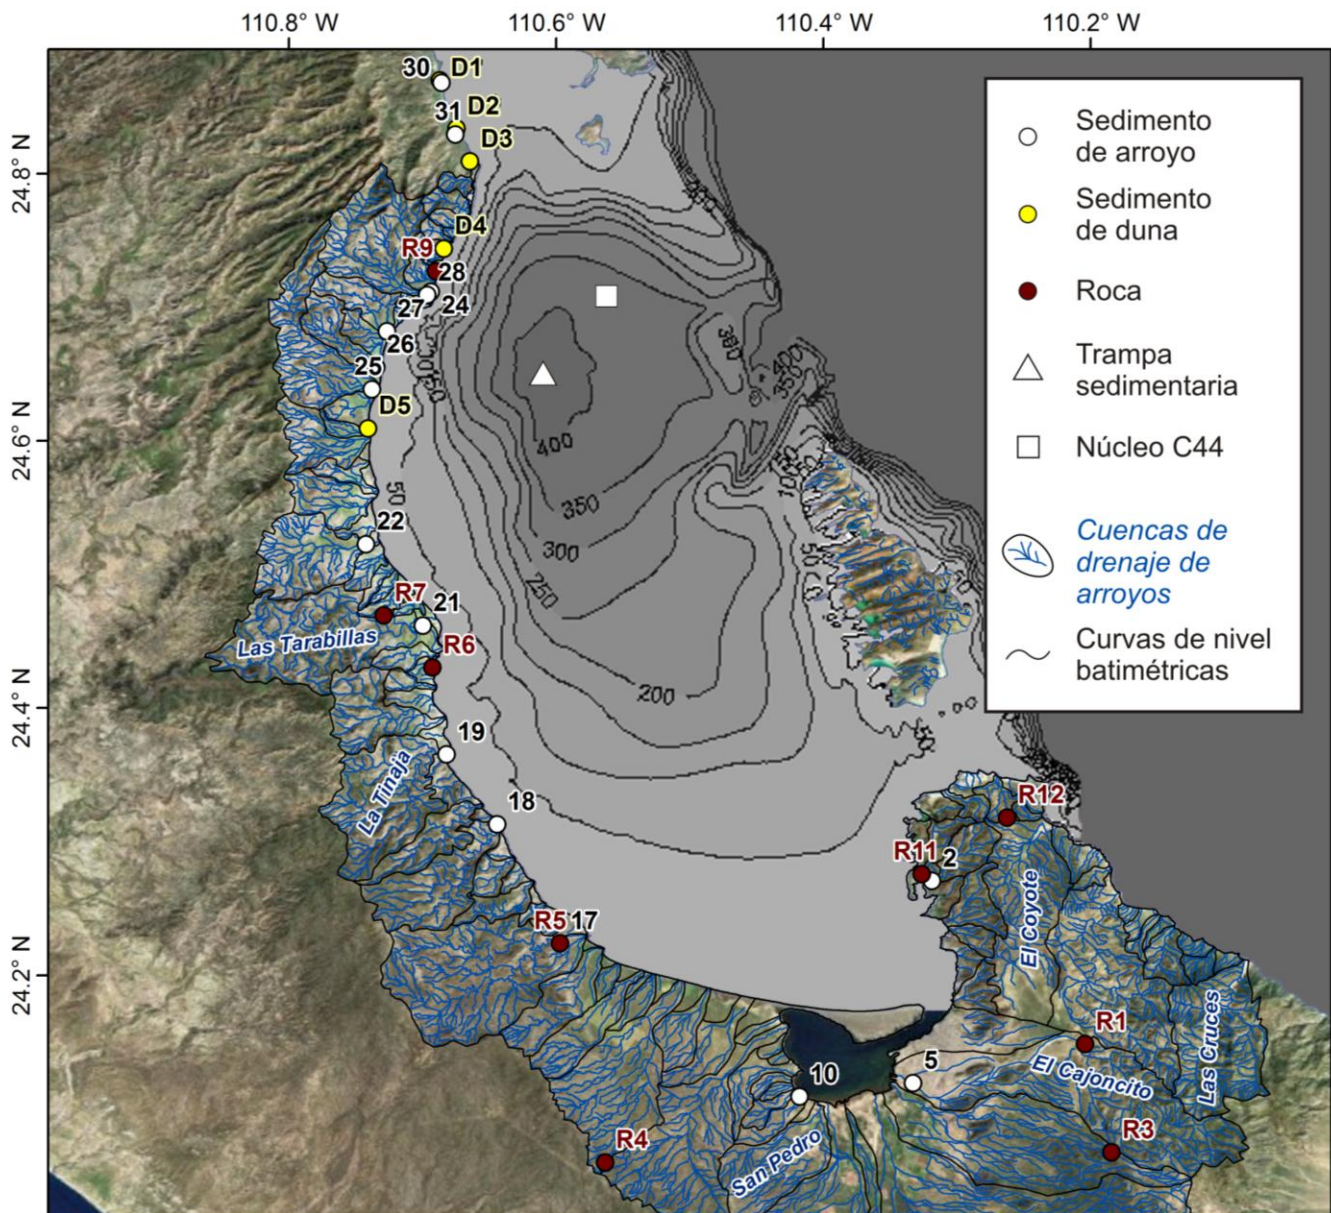 110.8° W
110.6° W
110.4° W
110.2° W
24.8° N
24.6° N
24.4° N
24.2° N
30
D1
31
D2
D3
D4
R9
28
27
24
26
25
D5
22
R7
21
R6
Las Tarabillas
19
La Tinaja
18
R5
17
R4
10
5
San Pedro
R12
R11
2
El Coyote
R1
El Cajoncito
Las Cruces
R3
50
400
350
300
250
200
50
50
400
350
Sedimento
de arroyo
Sedimento
de duna
Roca
Trampa
sedimentaria
Núcleo C44
Cuencas de
drenaje de
arroyos
Curvas de nivel
batimétricas